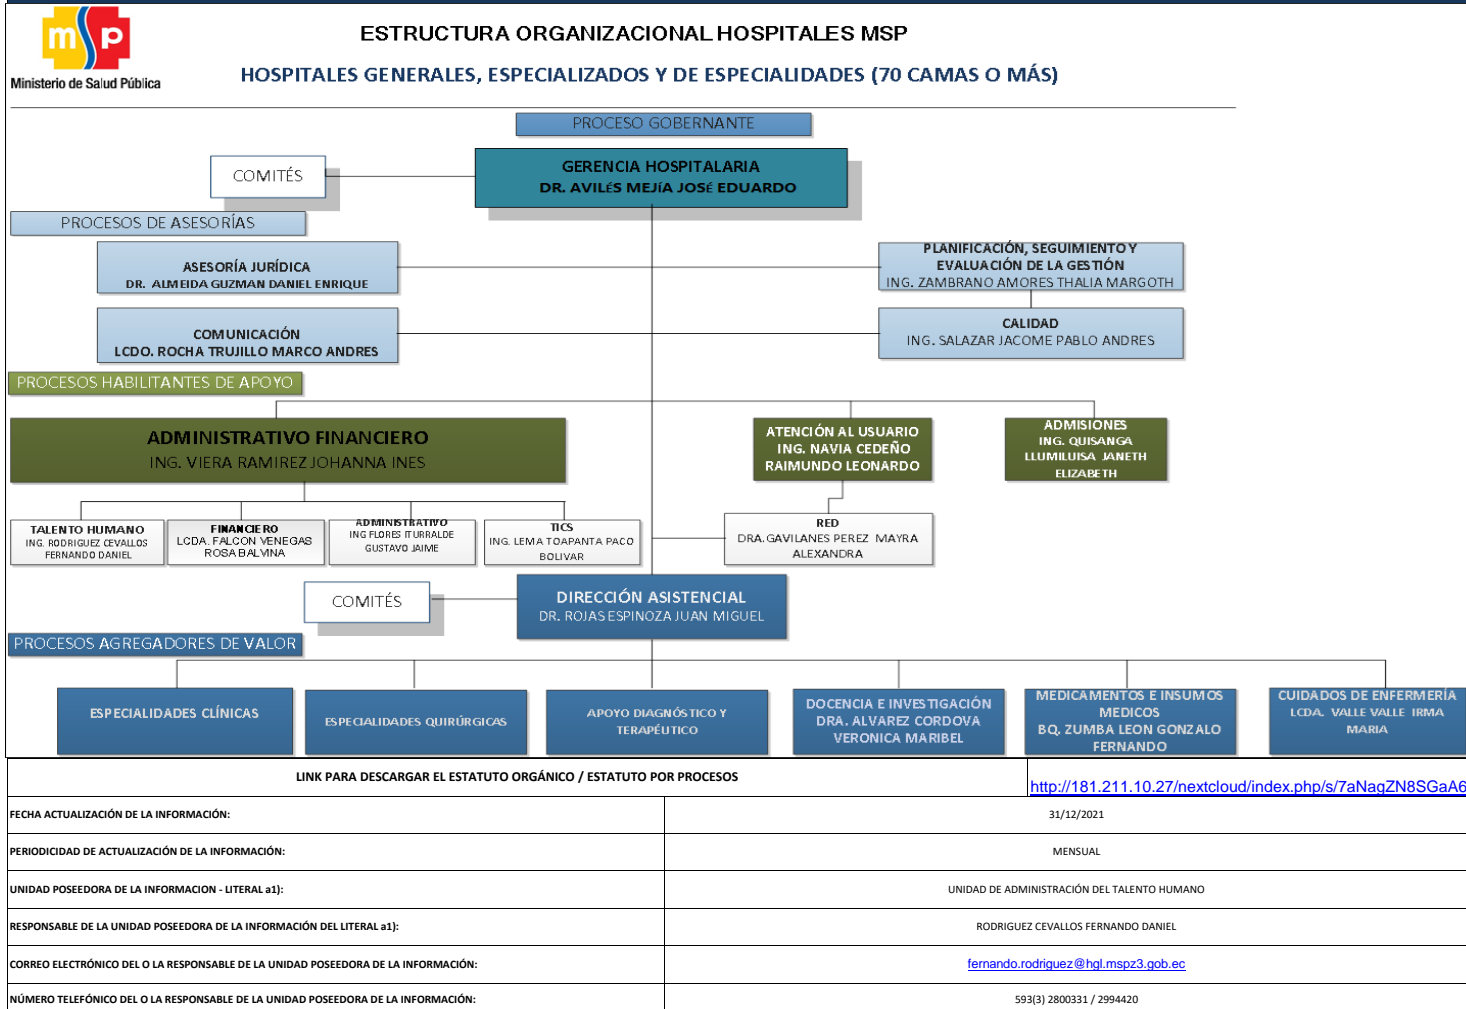 msp
Ministerio de Salud Pública
ESTRUCTURA ORGANIZACIONAL HOSPITALES MSP
HOSPITALES GENERALES, ESPECIALIZADOS Y DE ESPECIALIDADES (70 CAMAS O MÁS)
PROCESO GOBERNANTE
COMITÉS
GERENCIA HOSPITALARIA
DR. AVILÉS MEJÍA JOSÉ EDUARDO
PROCESOS DE ASESORÍAS
ASESORÍA JURÍDICA
DR. ALMEIDA GUZMAN DANIEL ENRIQUE
PLANIFICACIÓN, SEGUIMIENTO Y
EVALUACIÓN DE LA GESTIÓN
ING. ZAMBRANO AMORES THALIA MARGOTH
COMUNICACIÓN
LCDO. ROCHA TRUJILLO MARCO ANDRES
CALIDAD
ING. SALAZAR JACOME PABLO ANDRES
PROCESOS HABILITANTES DE APOYO
ADMINISTRATIVO FINANCIERO
ING. VIERA RAMIREZ JOHANNA INES
ATENCIÓN AL USUARIO
ING. NAVIA CEDEÑO
RAIMUNDO LEONARDO
ADMISIONES
ING. QUISANGA
LLUMILUISA JANETH
ELIZABETH
TALENTO HUMANO
ING. RODRIGUEZ CEVALLOS
FERNANDO DANIEL
FINANCIERO
LCDA. FALCON VENEGAS
ROSA BALVINA
ADMINISTRATIVO
ING FLORES ITURRALDE
GUSTAVO JAIME
TICS
ING. LEMA TOAPANTA PACO
BOLIVAR
RED
DRA. GAVILANES PEREZ MAYRA
ALEXANDRA
COMITÉS
DIRECCIÓN ASISTENCIAL
DR. ROJAS ESPINOZA JUAN MIGUEL
PROCESOS AGREGADORES DE VALOR
ESPECIALIDADES CLÍNICAS
ESPECIALIDADES QUIRÚRGICAS
APOYO DIAGNÓSTICO Y
TERAPÉUTICO
DOCENCIA E INVESTIGACIÓN
DRA. ALVAREZ CORDOVA
VERONICA MARIBEL
MEDICAMENTOS E INSUMOS
MEDICOS
BQ. ZUMBA LEON GONZALO
FERNANDO
CUIDADOS DE ENFERMERÍA
LCDA. VALLE VALLE IRMA
MARIA
LINK PARA DESCARGAR EL ESTATUTO ORGÁNICO / ESTATUTO POR PROCESOS
http://181.211.10.27/nextcloud/index.php/s/7aNagZN8SGaA6
FECHA ACTUALIZACIÓN DE LA INFORMACIÓN:
31/12/2021
PERIODICIDAD DE ACTUALIZACIÓN DE LA INFORMACIÓN:
MENSUAL
UNIDAD POSEEDORA DE LA INFORMACION - LITERAL a1):
UNIDAD DE ADMINISTRACIÓN DEL TALENTO HUMANO
RESPONSABLE DE LA UNIDAD POSEEDORA DE LA INFORMACIÓN DEL LITERAL a1):
RODRIGUEZ CEVALLOS FERNANDO DANIEL
CORREO ELECTRÓNICO DEL O LA RESPONSABLE DE LA UNIDAD POSEEDORA DE LA INFORMACIÓN:
fernando.rodriguez@hgl.mspz3.gob.ec
NÚMERO TELEFÓNICO DEL O LA RESPONSABLE DE LA UNIDAD POSEEDORA DE LA INFORMACIÓN:
593(3) 2800331 / 2994420